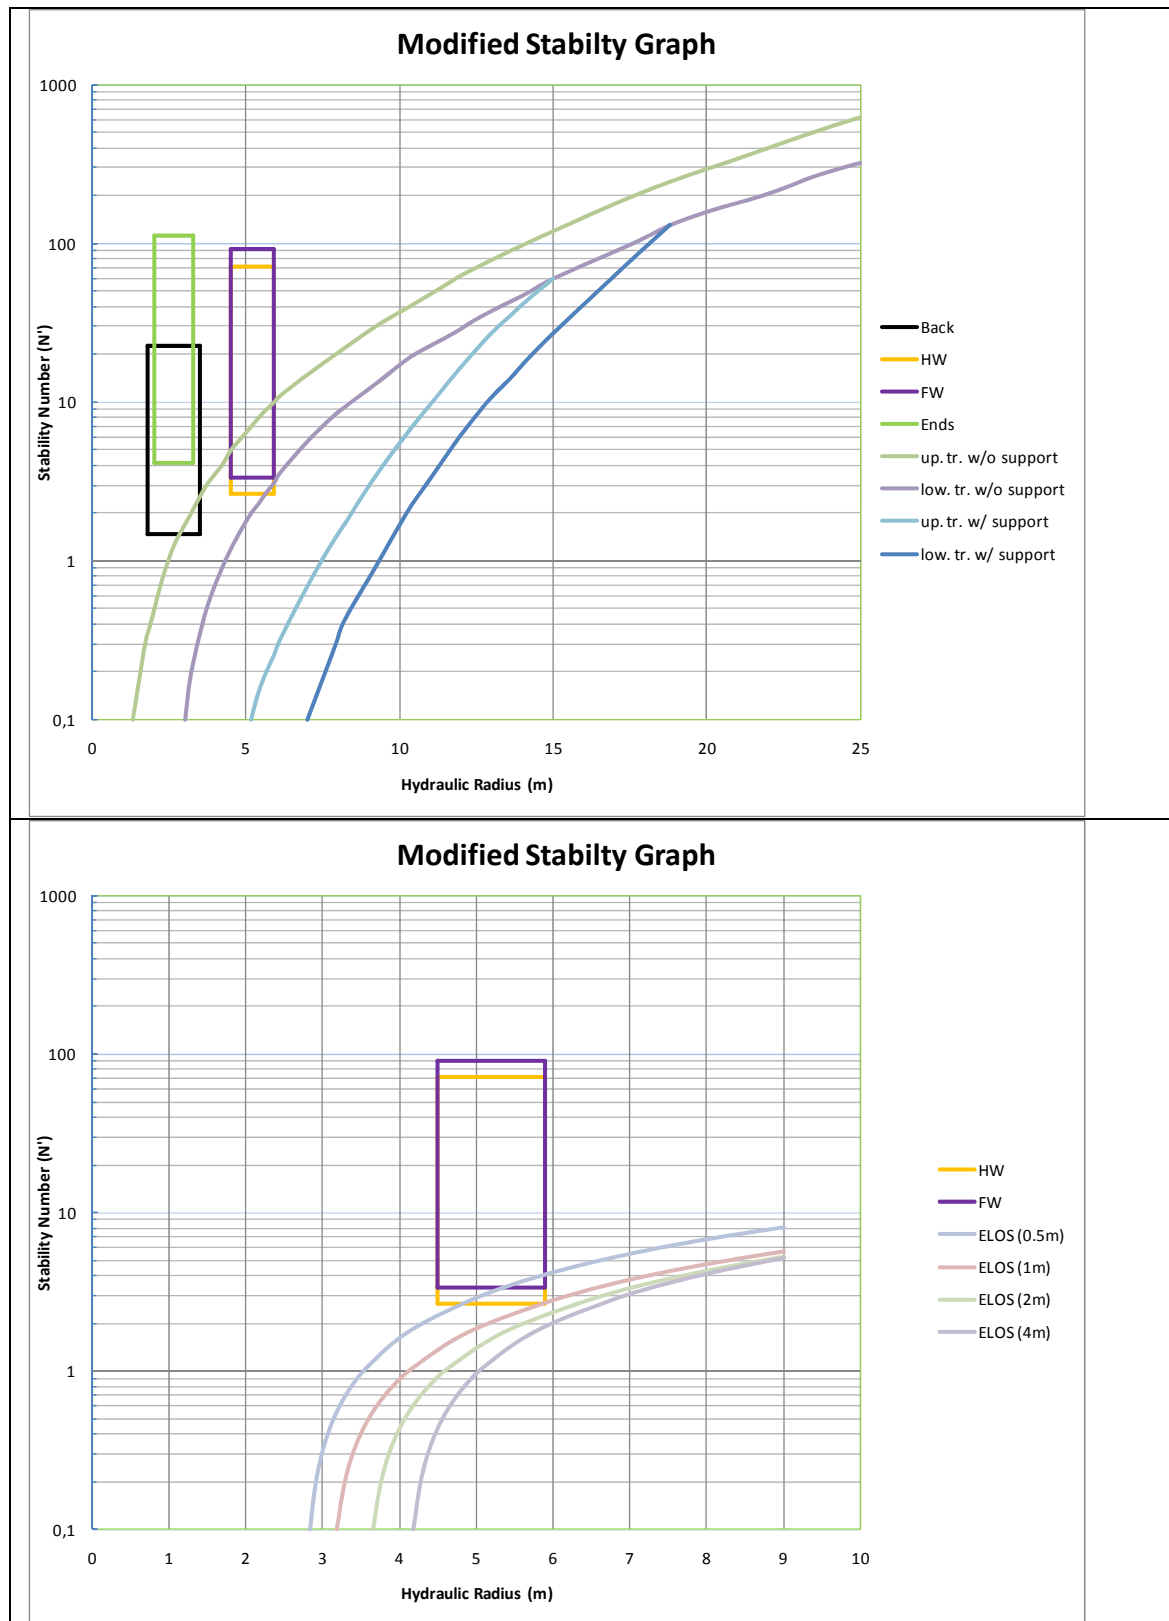 Modified Stabilty Graph
1000
100
10
1
0,1
Stability Number (N')
0 5 10 15 20 25
Hydraulic Radius (m)
Back
HW
FW
Ends
up. tr. w/o support
low. tr. w/o support
up. tr. w/ support
low. tr. w/ support
Modified Stabilty Graph
1000
100
10
1
0,1
Stability Number (N')
0 1 2 3 4 5 6 7 8 9 10
Hydraulic Radius (m)
HW
FW
ELOS (0.5m)
ELOS (1m)
ELOS (2m)
ELOS (4m)